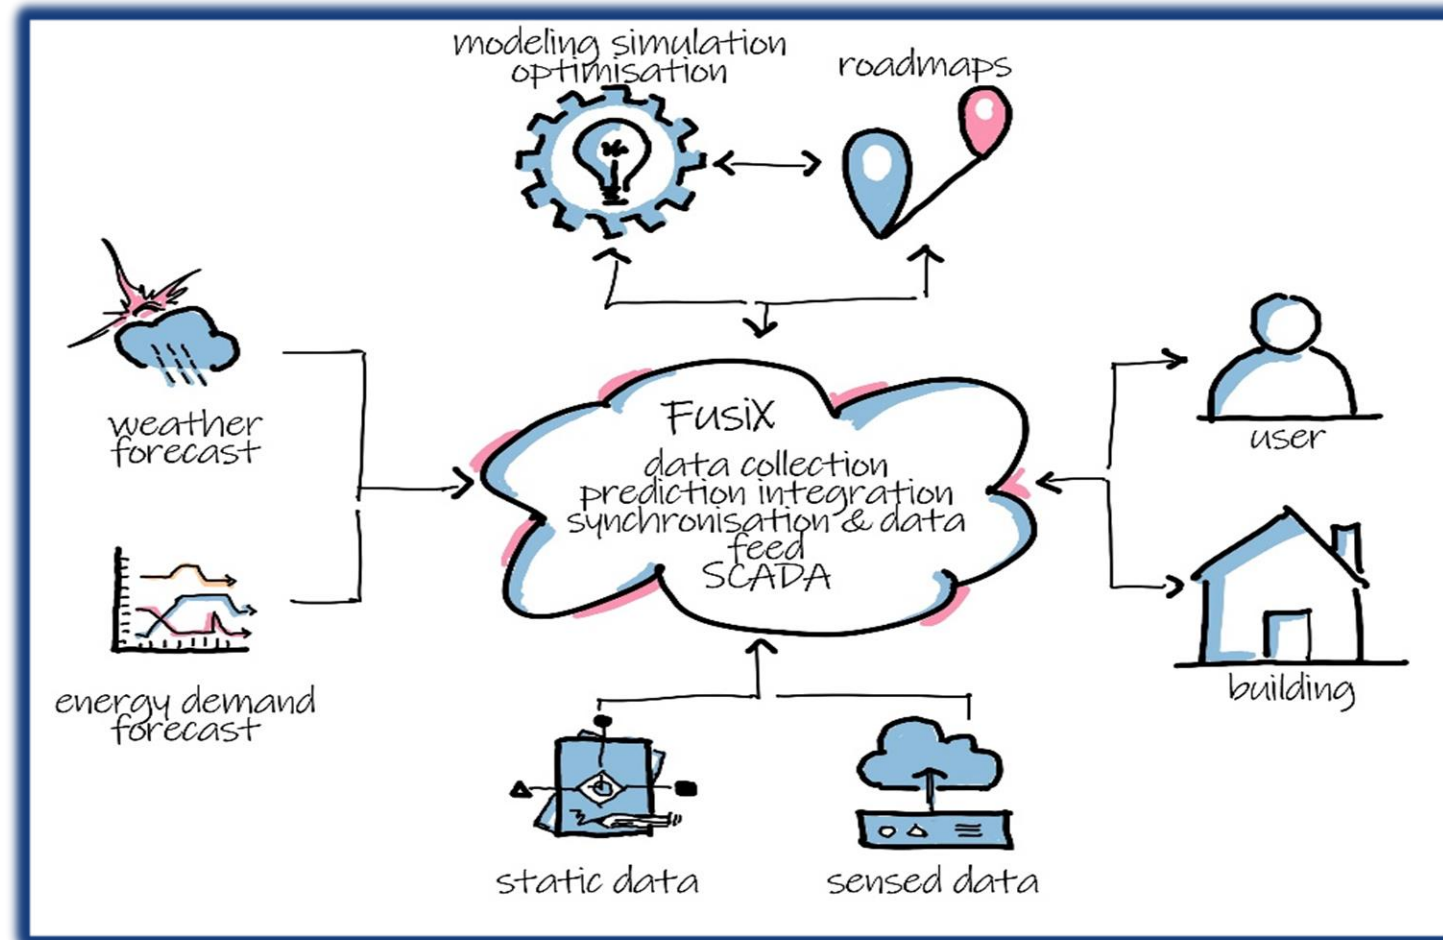 modeling simulation
optimisation
roadmaps
weather
forecast
FusiX
data collection
prediction integration
synchronisation & data
feed
SCADA
user
energy demand
forecast
building
static data
sensed data